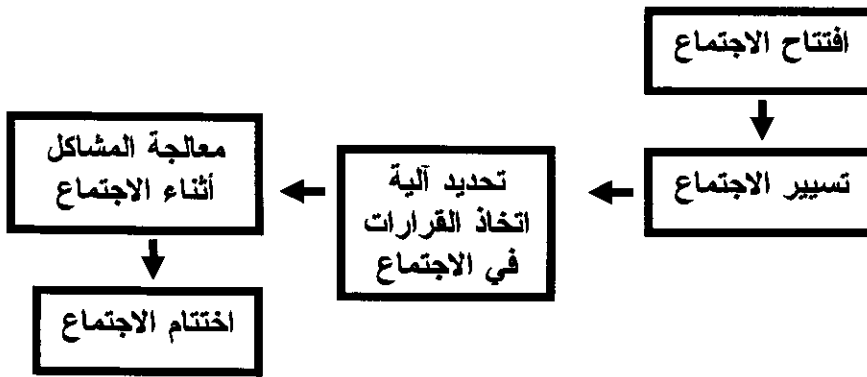 افتتاح الاجتماع
تسيير الاجتماع
تحديد آلية
اتخاذ القرارات
في الاجتماع
معالجة المشاكل
أثناء الاجتماع
اختتام الاجتماع